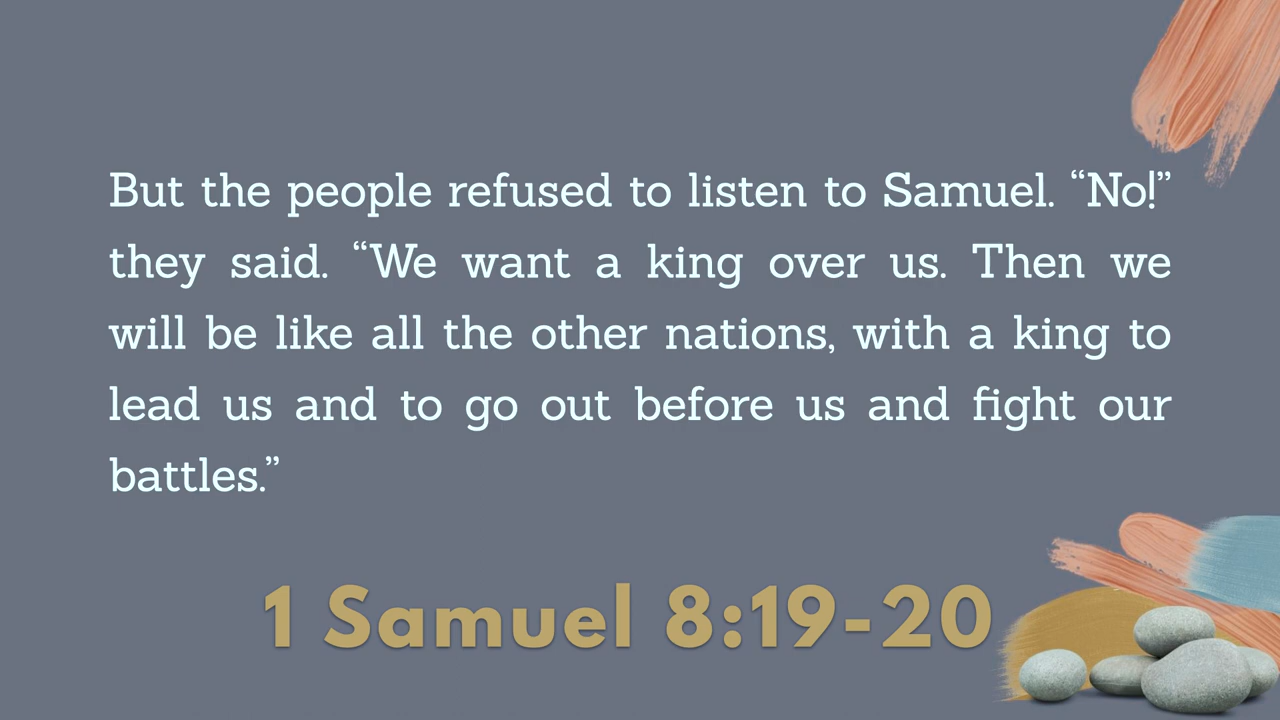 But the people refused to listen to Samuel. “No!”
they said. “We want a king over us. Then we
will be like all the other nations, with a king to
lead us and to go out before us and fight our
battles.”
1 Samuel 8:19-20